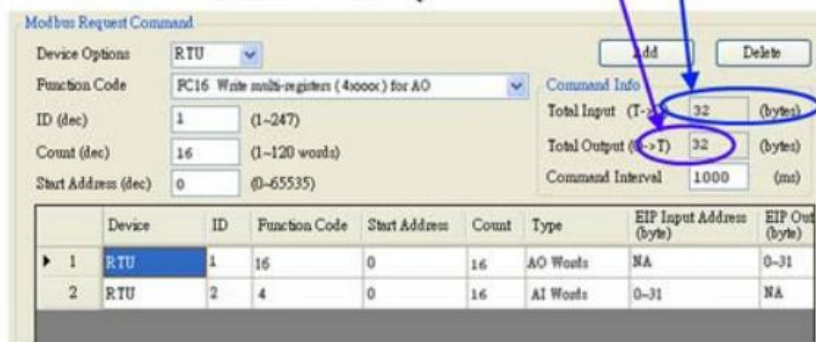 Modbus Request Command
Device Options RTU Add Delete
Function Code FC16 Write multi-registers (4xxxx) for AO Command Info
ID (dec) 1 (1~247) Total Input 32 (bytes)
Count (dec) 16 (1~120 words) Total Output 32 (bytes)
Start Address (dec) 0 (0~65535) Command Interval 1000 (ms)
Device ID Function Code Start Address Count Type EIP Input Address (byte) EIP Out (byte)
1 RTU 1 16 0 16 AO Words NA 0~31
2 RTU 2 4 0 16 AI Words 0~31 NA